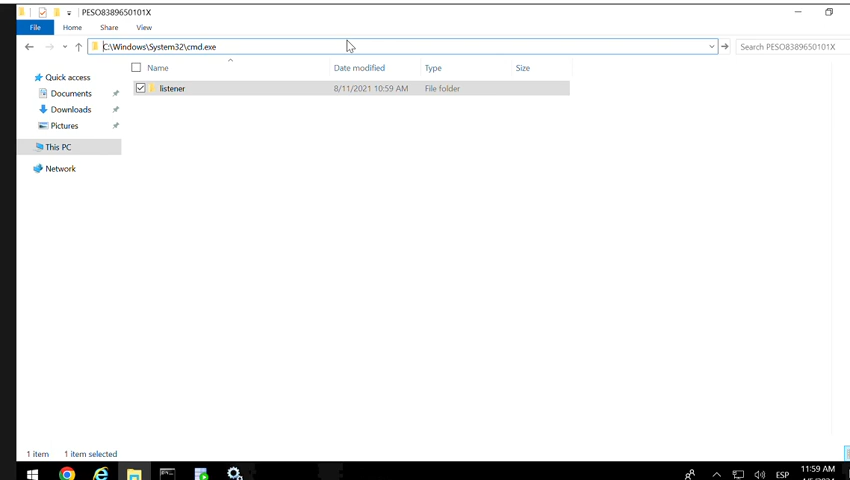 PESO8389650101X
File Home Share View
C:\Windows\System32\cmd.exe
Search PESO8389650101X
Name Date modified Type Size
listener 8/11/2021 10:59 AM File folder
Quick access
Documents
Downloads
Pictures
This PC
Network
1 item 1 item selected
ESP
11:59 AM